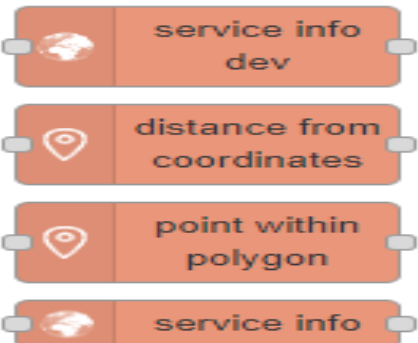 service info
dev
distance from
coordinates
point within
polygon
service info